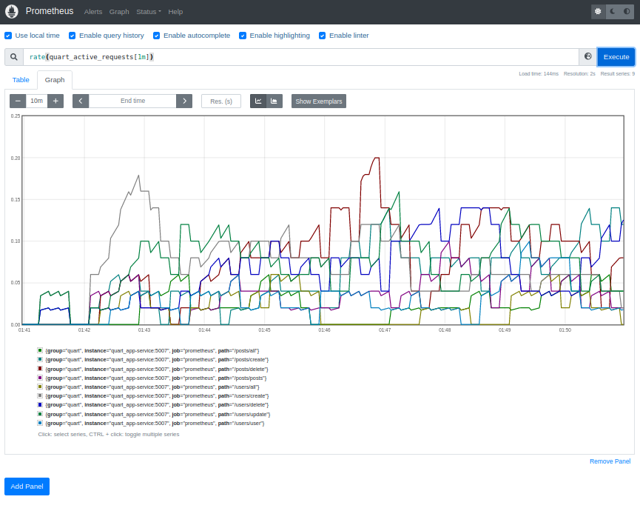 Prometheus Alerts Graph Status Help
Use local time Enable query history Enable autocomplete Enable highlighting Enable linter
rate(quart_active_requests[1m])
Execute
Load time: 144ms Resolution: 2s Result series: 9
Table Graph
10m End time Res. (s) Show Exemplars
0.25
0.20
0.15
0.10
0.05
0.00
01:41 01:42 01:43 01:44 01:45 01:46 01:47 01:48 01:49 01:50
{group="quart", instance="quart_app-service:5007", job="prometheus", path="/posts/all"}
{group="quart", instance="quart_app-service:5007", job="prometheus", path="/posts/create"}
{group="quart", instance="quart_app-service:5007", job="prometheus", path="/posts/delete"}
{group="quart", instance="quart_app-service:5007", job="prometheus", path="/posts/posts"}
{group="quart", instance="quart_app-service:5007", job="prometheus", path="/users/all"}
{group="quart", instance="quart_app-service:5007", job="prometheus", path="/users/create"}
{group="quart", instance="quart_app-service:5007", job="prometheus", path="/users/delete"}
{group="quart", instance="quart_app-service:5007", job="prometheus", path="/users/update"}
{group="quart", instance="quart_app-service:5007", job="prometheus", path="/users/user"}
Click: select series, CTRL + click: toggle multiple series
Remove Panel
Add Panel